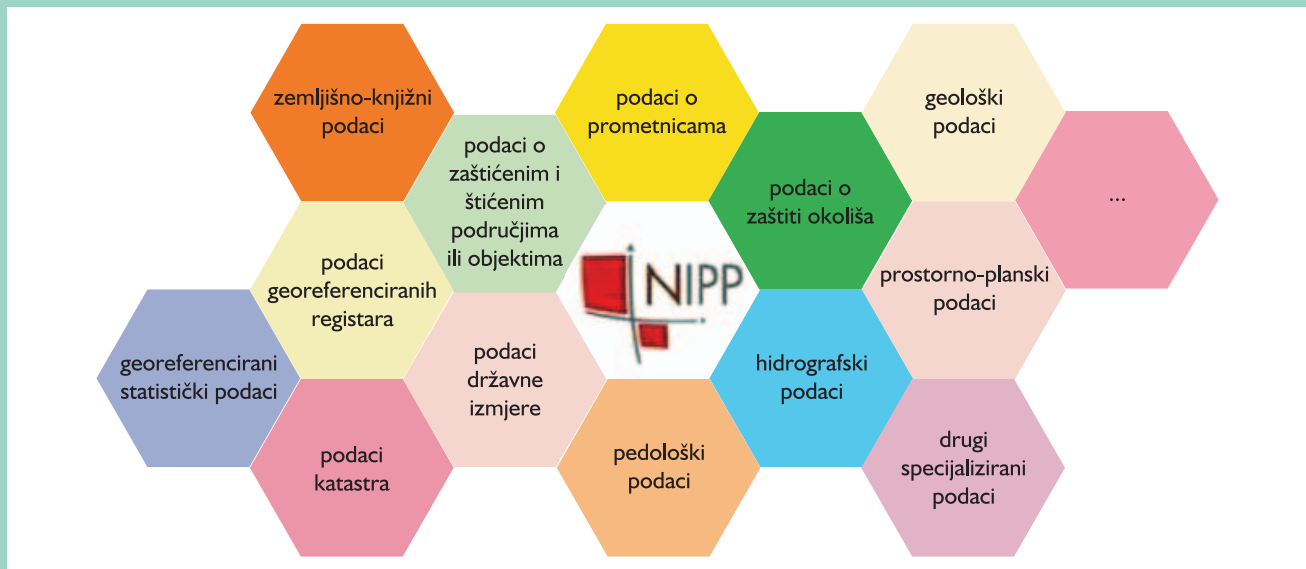 zemljišno-knjižni
podaci
podaci o
prometnicama
geološki
podaci
podaci o
zaštićenim i
štićenim
područjima
ili objektima
podaci o
zaštiti okoliša
...
podaci
georeferenciranih
registara
NIPP
prostorno-planski
podaci
georeferencirani
statistički podaci
podaci
državne
izmjere
hidrografski
podaci
podaci
katastra
pedološki
podaci
drugi
specijalizirani
podaci